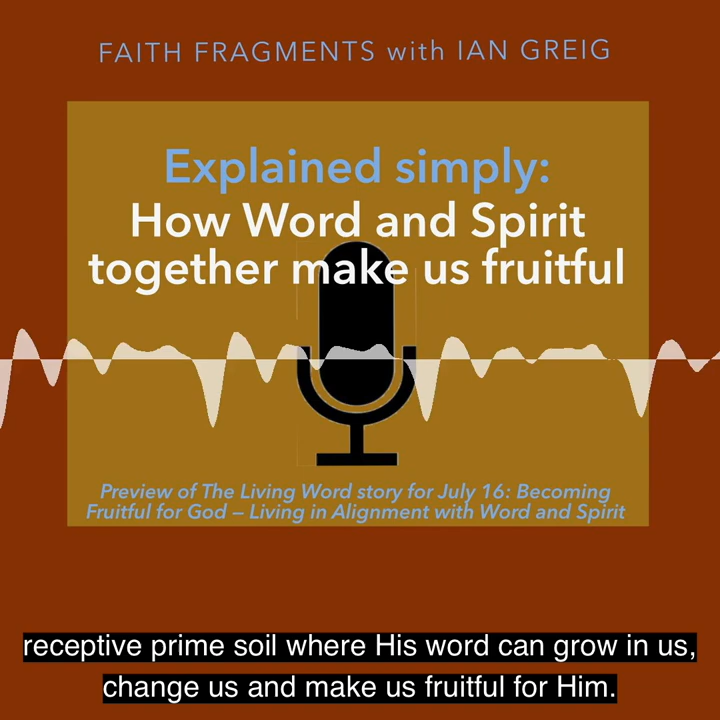 FAITH FRAGMENTS with IAN GREIG
Explained simply:
How Word and Spirit
together make us fruitful
Preview of The Living Word story for July 16: Becoming
Fruitful for God – Living in Alignment with Word and Spirit
receptive prime soil where His word can grow in us,
change us and make us fruitful for Him.